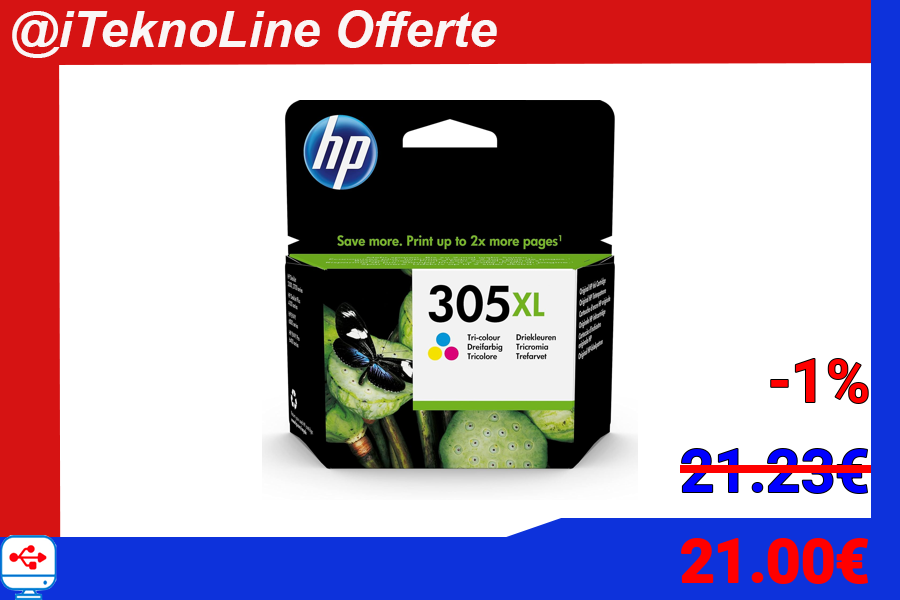 @iTeknoLine Offerte
hp
Save more. Print up to 2x more pages¹
305XL
Tri-colour
Dreifarbig
Tricolore
Driekleuren
Tricromia
Trefarvet
-1%
21.23€
21.00€